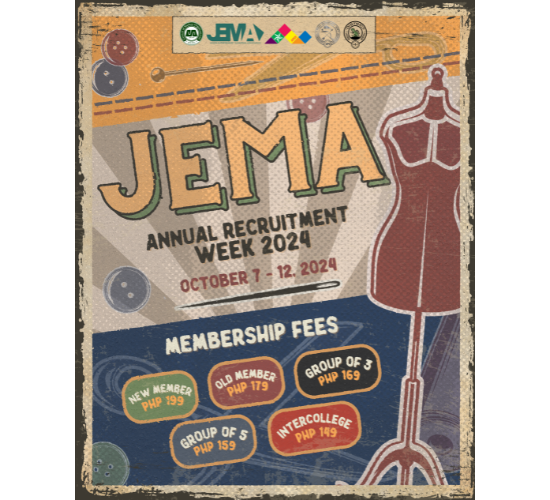 JEMA
JEMA
ANNUAL RECRUITMENT
WEEK 2024
OCTOBER 7 - 12, 2024
MEMBERSHIP FEES
NEW MEMBER
PHP 199
OLD MEMBER
PHP 179
GROUP OF 3
PHP 169
GROUP OF 5
PHP 159
INTERCOLLEGE
PHP 149